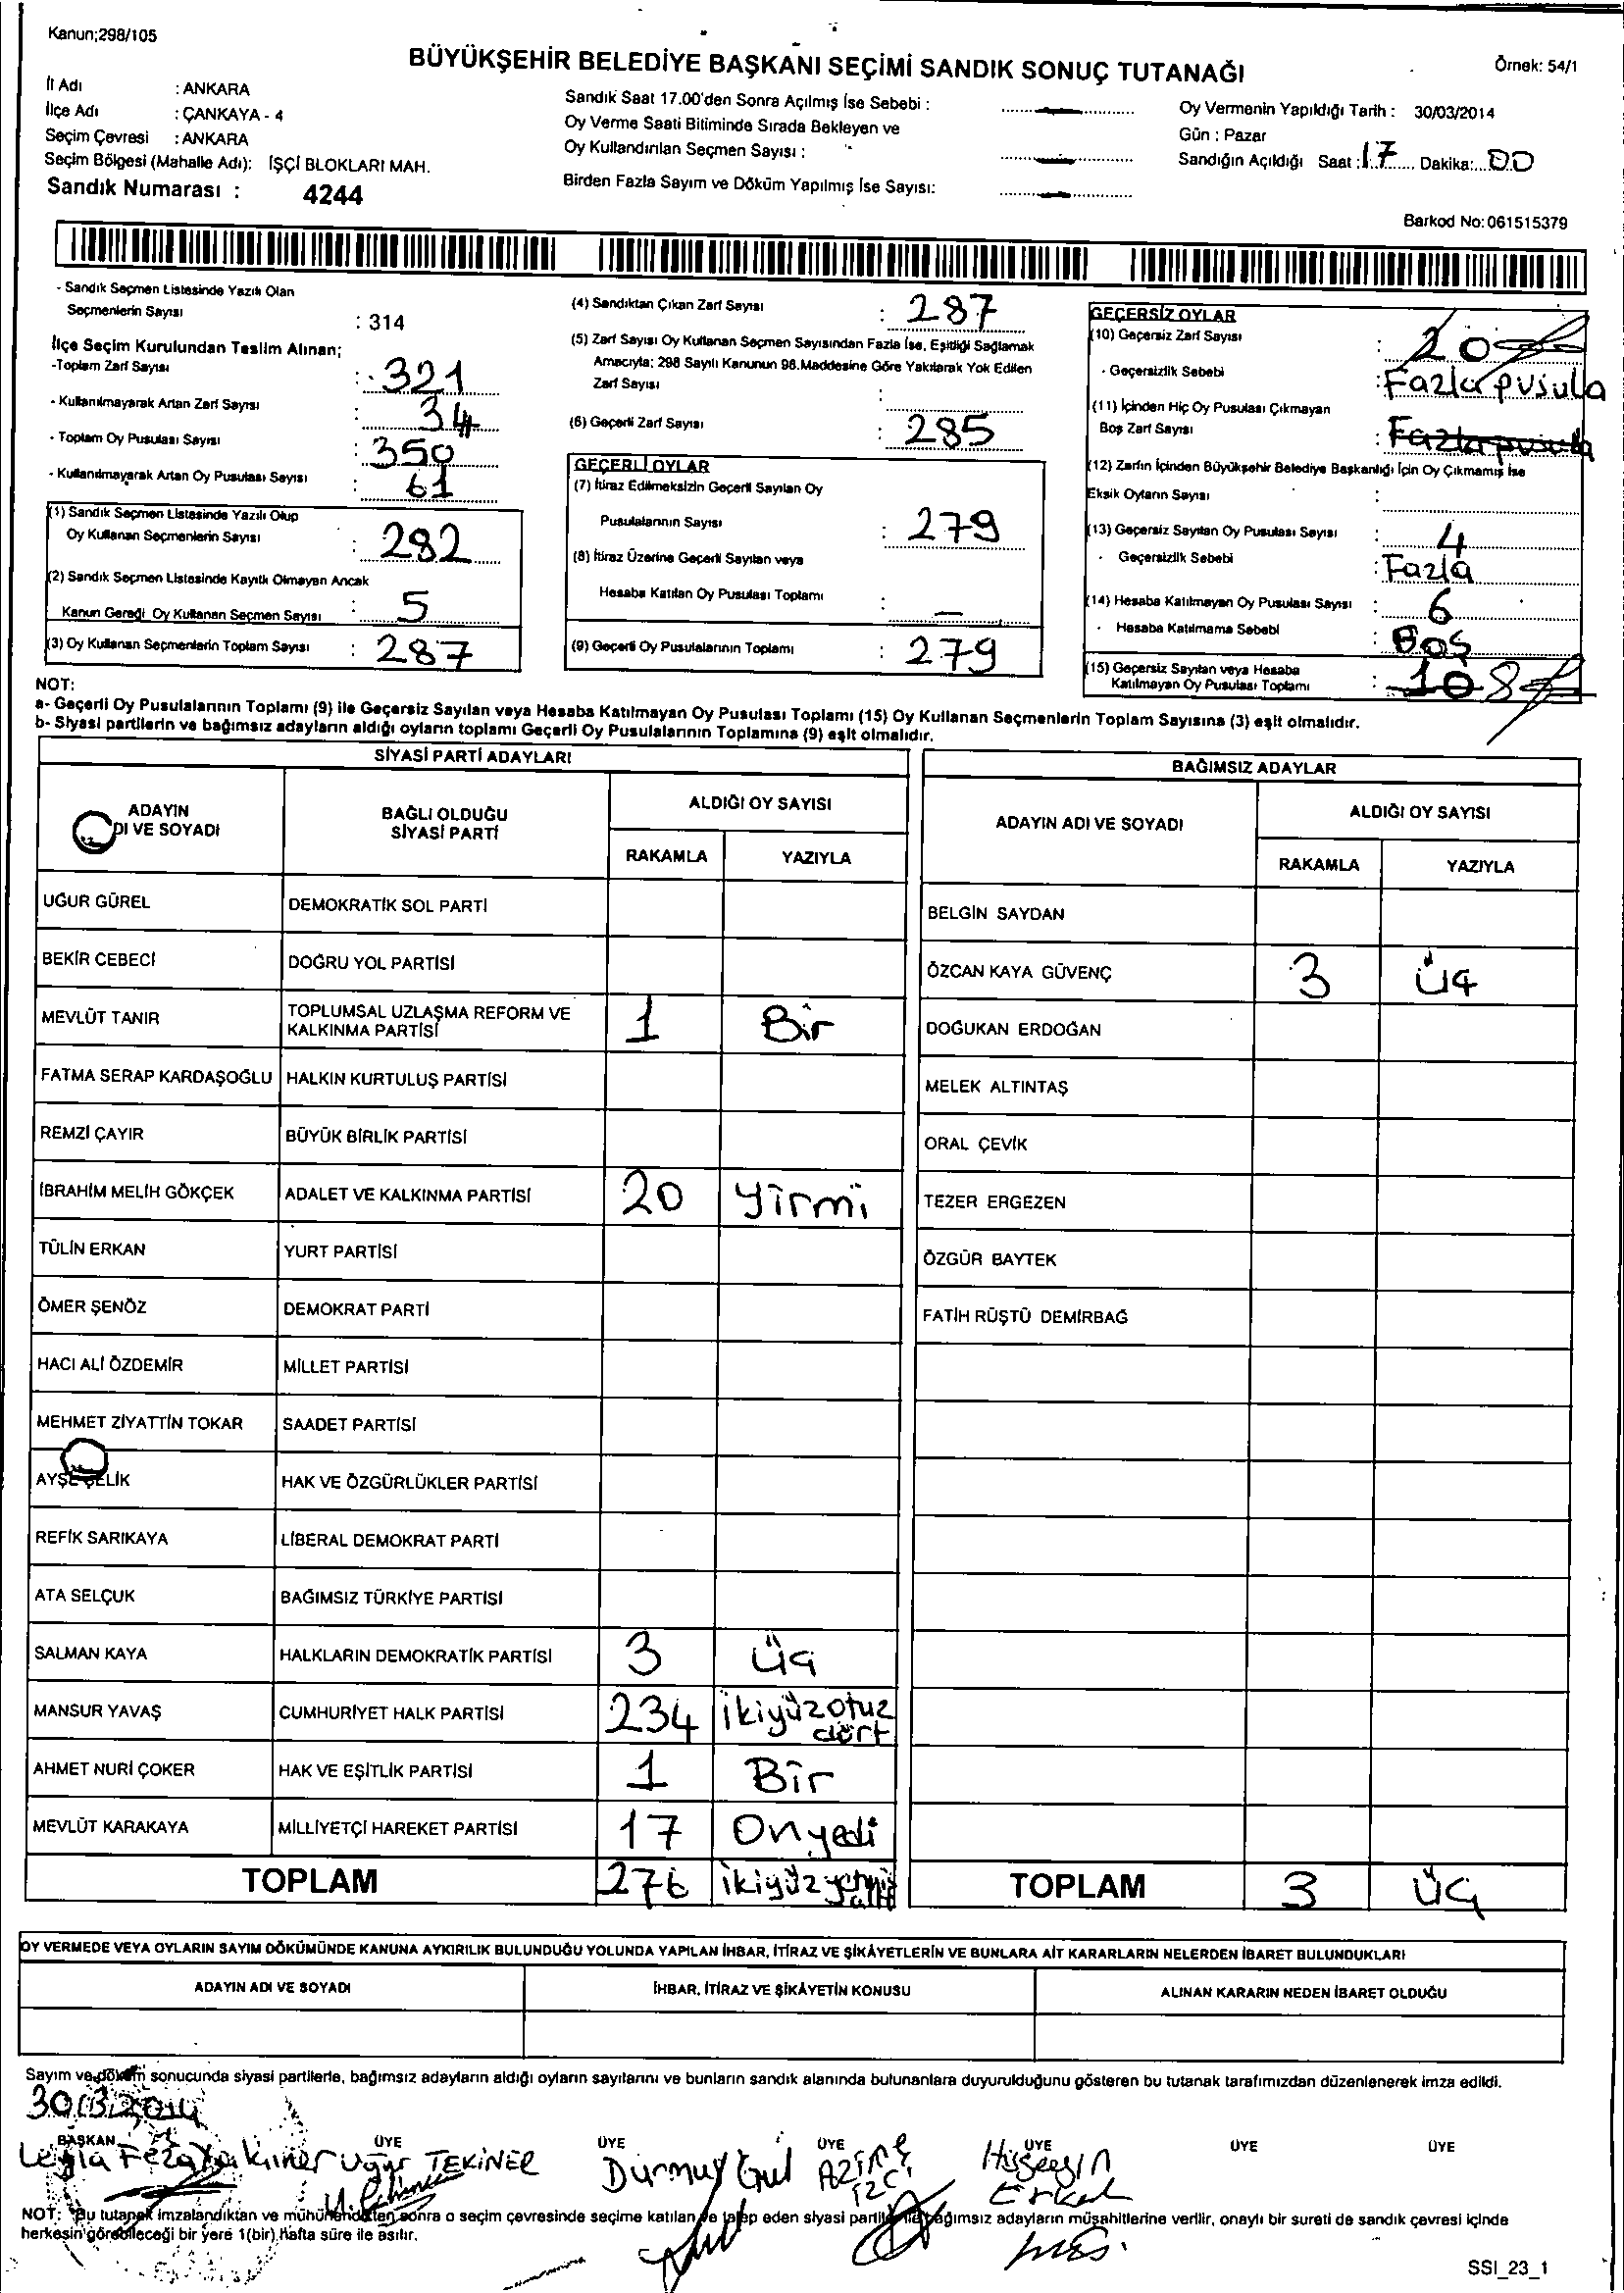 Kanun;298/105
BÜYÜKŞEHİR BELEDİYE BAŞKANI SEÇİMİ SANDIK SONUÇ TUTANAĞI
Örnek: 54/1
İl Adı : ANKARA
İlçe Adı : ÇANKAYA - 4
Seçim Çevresi : ANKARA
Seçim Bölgesi (Mahalle Adı): İŞÇİ BLOKLARI MAH.
Sandık Numarası : 4244
Sandık Saat 17.00'den Sonra Açılmış İse Sebebi :
Oy Verme Saati Bitiminde Sırada Bekleyen ve
Oy Kullandırılan Seçmen Sayısı :
Birden Fazla Sayım ve Döküm Yapılmış İse Sayısı:
Oy Vermenin Yapıldığı Tarih : 30/03/2014
Gün : Pazar
Sandığın Açıldığı Saat : 17 Dakika: 00
Barkod No: 061515379
- Sandık Seçmen Listesinde Yazılı Olan
Seçmenlerin Sayısı : 314
İlçe Seçim Kurulundan Teslim Alınan;
-Toplam Zarf Sayısı : 321
- Kullanılmayarak Artan Zarf Sayısı : 34
- Toplam Oy Pusulası Sayısı : 350
- Kullanılmayarak Artan Oy Pusulası Sayısı : 61
(1) Sandık Seçmen Listesinde Yazılı Olup
Oy Kullanan Seçmenlerin Sayısı : 282
(2) Sandık Seçmen Listesinde Kayıtlı Olmayan Ancak
Kanun Gereği Oy Kullanan Seçmen Sayısı : 5
(3) Oy Kullanan Seçmenlerin Toplam Sayısı : 287
(4) Sandıktan Çıkan Zarf Sayısı : 287
(5) Zarf Sayısı Oy Kullanan Seçmen Sayısından Fazla İse, Eşitliği Sağlamak
Amacıyla; 298 Sayılı Kanunun 98.Maddesine Göre Yakılarak Yok Edilen
Zarf Sayısı :
(6) Geçerli Zarf Sayısı : 285
GEÇERLİ OYLAR
(7) İtiraz Edilmeksizin Geçerli Sayılan Oy
Pusulalarının Sayısı : 279
(8) İtiraz Üzerine Geçerli Sayılan veya
Hesaba Katılan Oy Pusulası Toplamı : —
(9) Geçerli Oy Pusulalarının Toplamı : 279
GEÇERSİZ OYLAR
(10) Geçersiz Zarf Sayısı : 20
- Geçersizlik Sebebi : Fazla pusula
(11) İçinden Hiç Oy Pusulası Çıkmayan
Boş Zarf Sayısı : Fazla pusula
(12) Zarfın İçinden Büyükşehir Belediye Başkanlığı İçin Oy Çıkmamış İse
Eksik Oyların Sayısı :
(13) Geçersiz Sayılan Oy Pusulası Sayısı : 4
- Geçersizlik Sebebi : Fazla
(14) Hesaba Katılmayan Oy Pusulası Sayısı : 6
- Hesaba Katılmama Sebebi : Boş
(15) Geçersiz Sayılan veya Hesaba
Katılmayan Oy Pusulası Toplamı : 10 8
NOT:
a- Geçerli Oy Pusulalarının Toplamı (9) ile Geçersiz Sayılan veya Hesaba Katılmayan Oy Pusulası Toplamı (15) Oy Kullanan Seçmenlerin Toplam Sayısına (3) eşit olmalıdır.
b- Siyasi partilerin ve bağımsız adayların aldığı oyların toplamı Geçerli Oy Pusulalarının Toplamına (9) eşit olmalıdır.
SİYASİ PARTİ ADAYLARI
ADAYIN
DI VE SOYADI
BAĞLI OLDUĞU
SİYASİ PARTİ
ALDIĞI OY SAYISI
RAKAMLA YAZIYLA
UĞUR GÜREL DEMOKRATİK SOL PARTİ
BEKİR CEBECİ DOĞRU YOL PARTİSİ
MEVLÜT TANIR TOPLUMSAL UZLAŞMA REFORM VE
KALKINMA PARTİSİ 1 Bir
FATMA SERAP KARDAŞOĞLU HALKIN KURTULUŞ PARTİSİ
REMZİ ÇAYIR BÜYÜK BİRLİK PARTİSİ
İBRAHİM MELİH GÖKÇEK ADALET VE KALKINMA PARTİSİ 20 yirmi
TÜLİN ERKAN YURT PARTİSİ
ÖMER ŞENÖZ DEMOKRAT PARTİ
HACI ALİ ÖZDEMİR MİLLET PARTİSİ
MEHMET ZİYATTİN TOKAR SAADET PARTİSİ
AYŞE ÇELİK HAK VE ÖZGÜRLÜKLER PARTİSİ
REFİK SARIKAYA LİBERAL DEMOKRAT PARTİ
ATA SELÇUK BAĞIMSIZ TÜRKİYE PARTİSİ
SALMAN KAYA HALKLARIN DEMOKRATİK PARTİSİ 3 üç
MANSUR YAVAŞ CUMHURİYET HALK PARTİSİ 234 ikiyüzotuz
dört
AHMET NURİ ÇOKER HAK VE EŞİTLİK PARTİSİ 1 Bir
MEVLÜT KARAKAYA MİLLİYETÇİ HAREKET PARTİSİ 17 Onyedi
TOPLAM 276 ikiyüzyetmiş
altı
BAĞIMSIZ ADAYLAR
ADAYIN ADI VE SOYADI
ALDIĞI OY SAYISI
RAKAMLA YAZIYLA
BELGİN SAYDAN
ÖZCAN KAYA GÜVENÇ 3 üç
DOĞUKAN ERDOĞAN
MELEK ALTINTAŞ
ORAL ÇEVİK
TEZER ERGEZEN
ÖZGÜR BAYTEK
FATİH RÜŞTÜ DEMİRBAĞ
TOPLAM 3 üç
OY VERMEDE VEYA OYLARIN SAYIM DÖKÜMÜNDE KANUNA AYKIRILIK BULUNDUĞU YOLUNDA YAPILAN İHBAR, İTİRAZ VE ŞİKÂYETLERİN VE BUNLARA AİT KARARLARIN NELERDEN İBARET BULUNDUKLARI
ADAYIN ADI VE SOYADI
İHBAR, İTİRAZ VE ŞİKÂYETİN KONUSU
ALINAN KARARIN NEDEN İBARET OLDUĞU
Sayım ve döküm sonucunda siyasi partilerle, bağımsız adayların aldığı oyların sayılarını ve bunların sandık alanında bulunanlara duyurulduğunu gösteren bu tutanak tarafımızdan düzenlenerek imza edildi.
30.03.2014
BAŞKAN ÜYE ÜYE ÜYE ÜYE ÜYE ÜYE
Leyla Feza Uğur TEKİNER Durmuş Gül Hüseyin
Erkal
NOT: Bu tutanak imzalandıktan ve mühürlendikten sonra o seçim çevresinde seçime katılan ve talep eden siyasi partiler ile bağımsız adayların müşahitlerine verilir, onaylı bir sureti de sandık çevresi içinde
herkesin görebileceği bir yere 1(bir) hafta süre ile asılır.
SSI_23_1